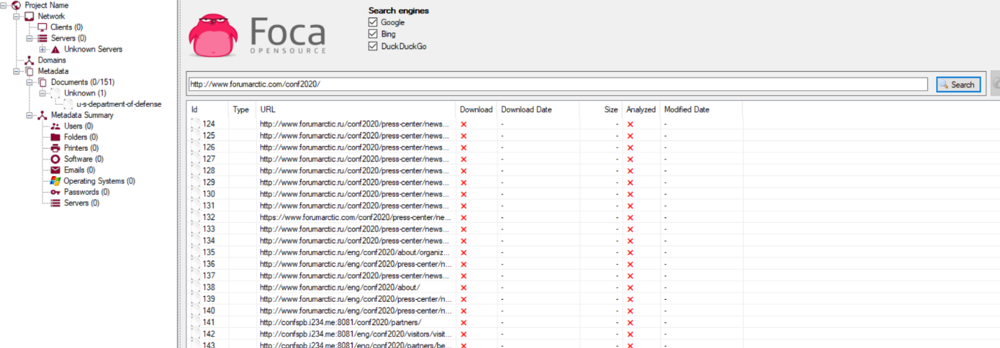 Project Name
Network
Clients (0)
Servers (0)
Unknown Servers
Domains
Metadata
Documents (0/151)
Unknown (1)
u-s-department-of-defense
Metadata Summary
Users (0)
Folders (0)
Printers (0)
Software (0)
Emails (0)
Operating Systems (0)
Passwords (0)
Servers (0)
Foca
OPENSOURCE
Search engines
Google
Bing
DuckDuckGo
http://www.forumarctic.com/conf2020/
Search
Id Type URL Download Download Date Size Analyzed Modified Date
124 http://www.forumarctic.ru/conf2020/press-center/news... - - -
125 http://www.forumarctic.ru/conf2020/press-center/news... - - -
126 http://www.forumarctic.ru/conf2020/press-center/news... - - -
127 http://www.forumarctic.ru/conf2020/press-center/news... - - -
128 http://www.forumarctic.ru/conf2020/press-center/news... - - -
129 http://www.forumarctic.ru/conf2020/press-center/news... - - -
130 http://www.forumarctic.ru/conf2020/press-center/news... - - -
131 http://www.forumarctic.ru/conf2020/press-center/news... - - -
132 https://www.forumarctic.com/conf2020/press-center/ne... - - -
133 http://www.forumarctic.ru/conf2020/press-center/news... - - -
134 http://www.forumarctic.ru/conf2020/press-center/news... - - -
135 http://www.forumarctic.ru/eng/conf2020/about/organiz... - - -
136 http://www.forumarctic.ru/eng/conf2020/press-center/n... - - -
137 http://www.forumarctic.ru/conf2020/press-center/news... - - -
138 http://www.forumarctic.ru/eng/conf2020/about/ - - -
139 http://www.forumarctic.ru/eng/conf2020/press-center/n... - - -
140 http://www.forumarctic.ru/eng/conf2020/press-center/n... - - -
141 http://confspb.i234.me:8081/conf2020/partners/ - - -
142 http://confspb.i234.me:8081/eng/conf2020/visitors/visit... - - -
143 http://confspb.i234.me:8081/eng/conf2020/partners/be... - - -